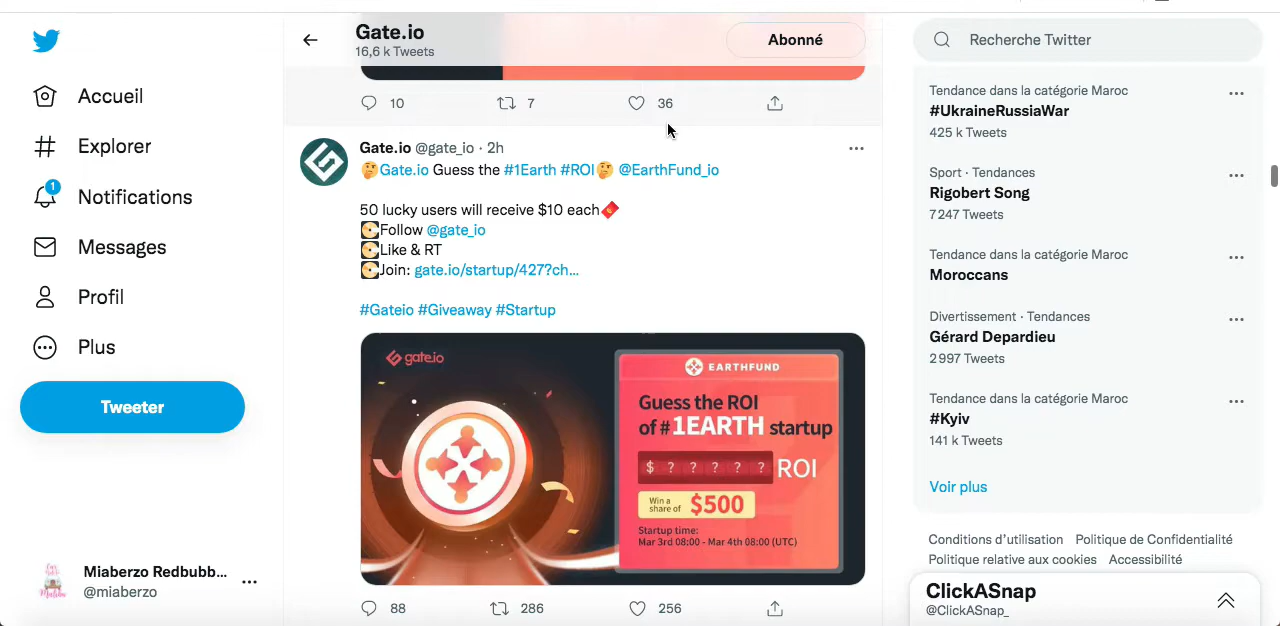 Gate.io
16,6 k Tweets
Abonné
Recherche Twitter
Accueil
Explorer
1
Notifications
Messages
Profil
Plus
Tweeter
Miaberzo Redbubb...
@miaberzo
10
7
36
Gate.io @gate_io · 2h
Gate.io Guess the #1Earth #ROI @EarthFund_io
50 lucky users will receive $10 each
Follow @gate_io
Like & RT
Join: gate.io/startup/427?ch...
#Gateio #Giveaway #Startup
gate.io
EARTHFUND
Guess the ROI
of #1EARTH startup
$ ? ? ? ? ? ROI
Win a
share of $500
Startup time:
Mar 3rd 08:00 - Mar 4th 08:00 (UTC)
88
286
256
Tendance dans la catégorie Maroc
#UkraineRussiaWar
425 k Tweets
Sport · Tendances
Rigobert Song
7 247 Tweets
Tendance dans la catégorie Maroc
Moroccans
Divertissement · Tendances
Gérard Depardieu
2 997 Tweets
Tendance dans la catégorie Maroc
#Kyiv
141 k Tweets
Voir plus
Conditions d’utilisation Politique de Confidentialité
Politique relative aux cookies Accessibilité
ClickASnap
@ClickASnap_